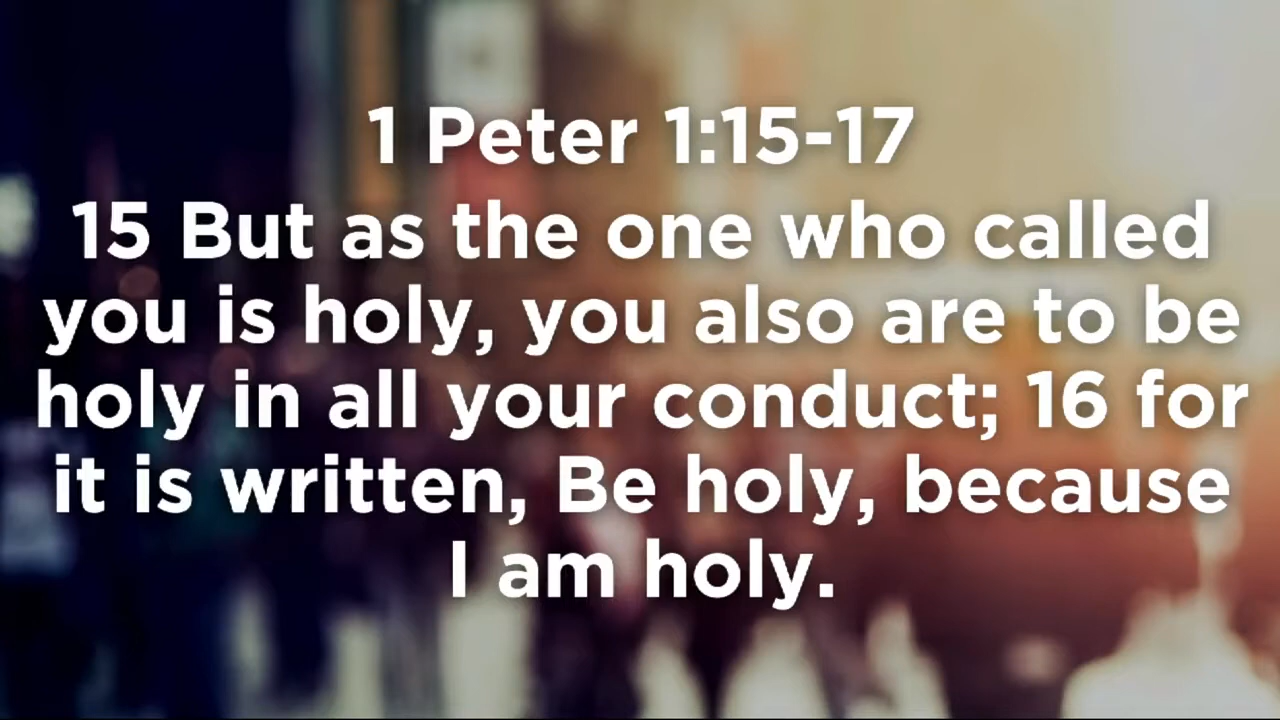 1 Peter 1:15-17
15 But as the one who called
you is holy, you also are to be
holy in all your conduct; 16 for
it is written, Be holy, because
I am holy.